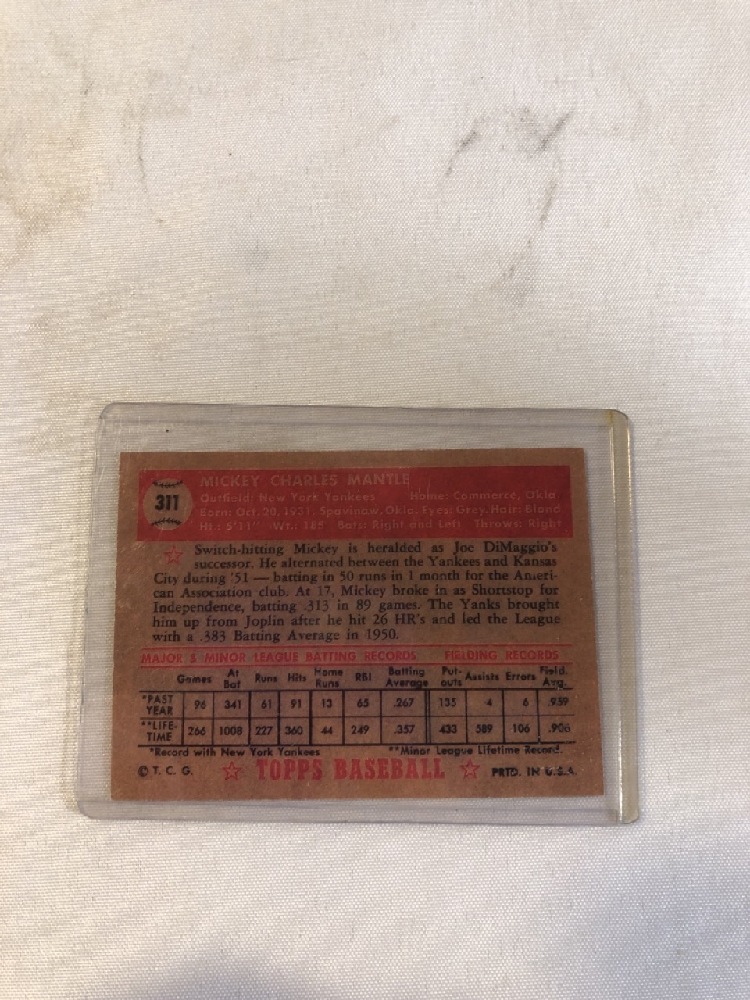 311
MICKEY CHARLES MANTLE
Outfield: New York Yankees Home: Commerce, Okla
Born: Oct. 20, 1931, Spavinaw, Okla. Eyes: Grey. Hair: Blond
Ht.: 5'11" Wt.: 185 Bats: Right and Left Throws: Right
Switch-hitting Mickey is heralded as Joe DiMaggio's
successor. He alternated between the Yankees and Kansas
City during '51 — batting in 50 runs in 1 month for the Ameri-
can Association club. At 17, Mickey broke in as Shortstop for
Independence, batting .313 in 89 games. The Yanks brought
him up from Joplin after he hit 26 HR's and led the League
with a .383 Batting Average in 1950.
MAJOR & MINOR LEAGUE BATTING RECORDS FIELDING RECORDS
Games At Bat Runs Hits Home Runs RBI Batting Average Put-outs Assists Errors Field. Avg.
*PAST YEAR 96 341 61 91 13 65 .267 135 4 6 .959
**LIFE-TIME 266 1008 227 360 44 249 .357 433 589 106 .906
*Record with New York Yankees **Minor League Lifetime Record.
© T. C. G. TOPPS BASEBALL PRTD. IN U.S.A.